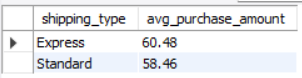 shipping_type avg_purchase_amount
Express 60.48
Standard 58.46